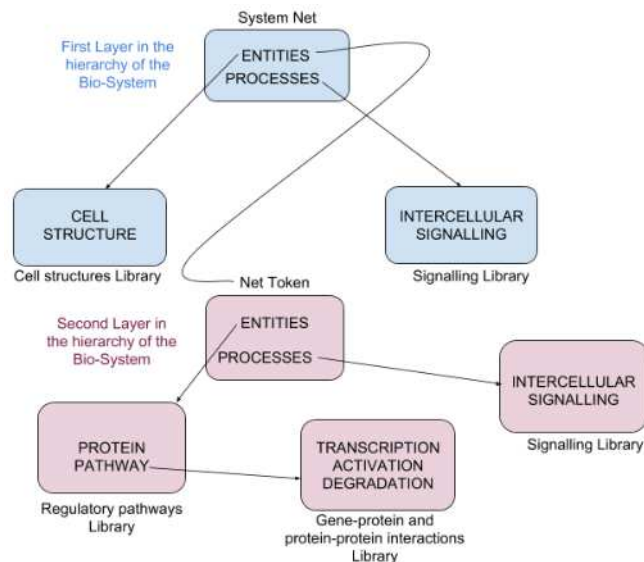 System Net
First Layer in the
hierarchy of the
Bio-System
ENTITIES
PROCESSES
CELL
STRUCTURE
Cell structures Library
INTERCELLULAR
SIGNALLING
Signalling Library
Net Token
Second Layer in
the hierarchy of the
Bio-System
ENTITIES
PROCESSES
INTERCELLULAR
SIGNALLING
Signalling Library
PROTEIN
PATHWAY
Regulatory pathways
Library
TRANSCRIPTION
ACTIVATION
DEGRADATION
Gene-protein and
protein-protein interactions
Library